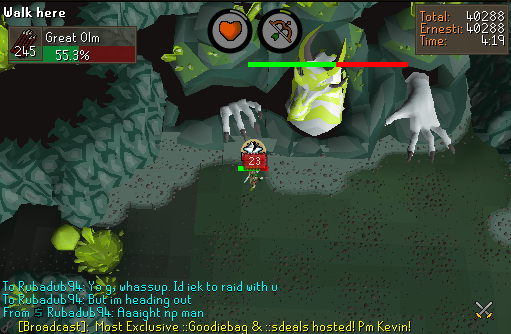 Walk here
Total: 40288
Great Olm
Ernesti: 40288
245
55.3%
Time: 4:19
23
To Rubadub94: Yo g, whassup. Id iek to raid with u
To Rubadub94: But im heading out
From S Rubadub94: Aaaight np man
[Broadcast]: Most Exclusive ::Goodiebag & ::sdeals hosted! Pm Kevin!